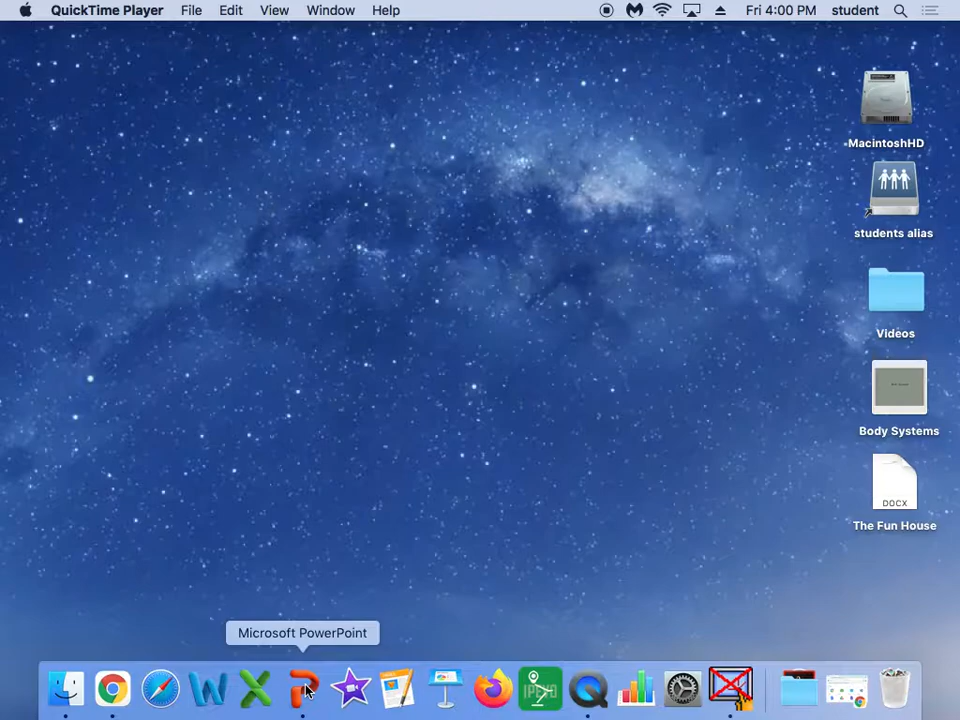 QuickTime Player File Edit View Window Help Fri 4:00 PM student
MacintoshHD
students alias
Videos
Body Systems
DOCX
The Fun House
Microsoft PowerPoint
IPEVO